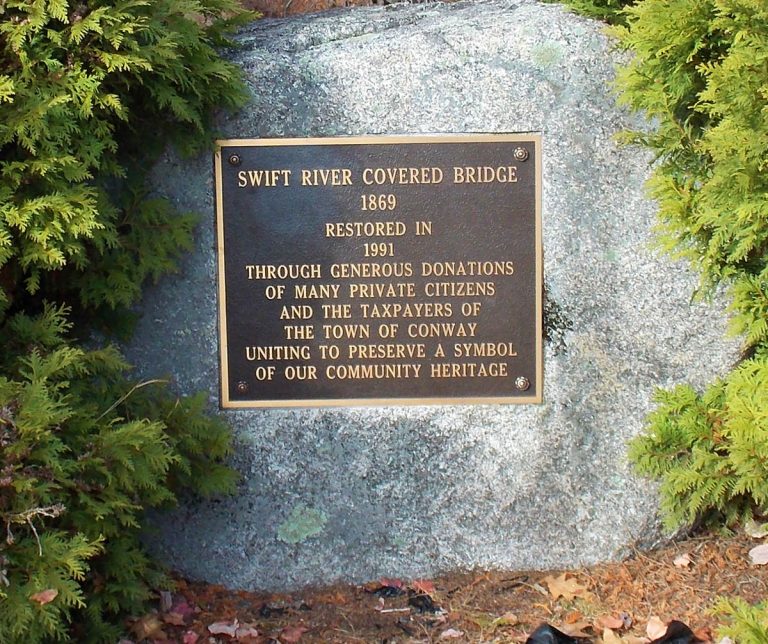 SWIFT RIVER COVERED BRIDGE
1869
RESTORED IN
1991
THROUGH GENEROUS DONATIONS
OF MANY PRIVATE CITIZENS
AND THE TAXPAYERS OF
THE TOWN OF CONWAY
UNITING TO PRESERVE A SYMBOL
OF OUR COMMUNITY HERITAGE